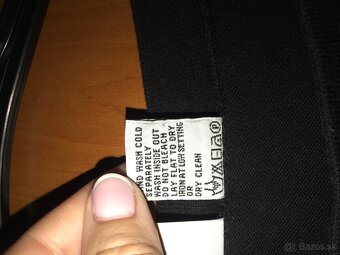 HAND WASH COLD
SEPARATELY
WASH INSIDE OUT
DO NOT BLEACH
LAY FLAT TO DRY
IRON AT LOW SETTING
OR
DRY CLEAN
bazos.sk